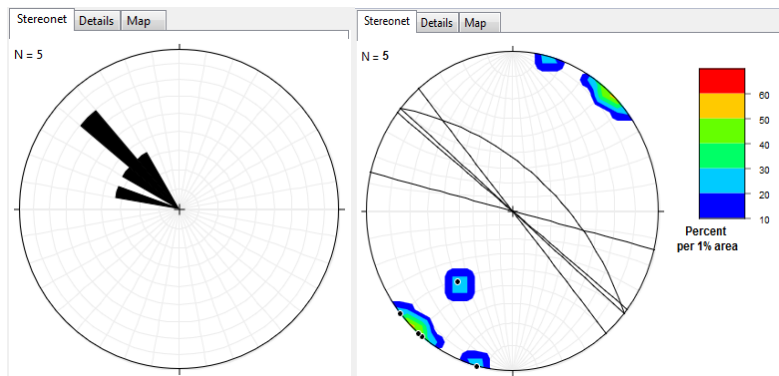 Stereonet Details Map
N = 5
Stereonet Details Map
N = 5
60
50
40
30
20
10
Percent
per 1% area